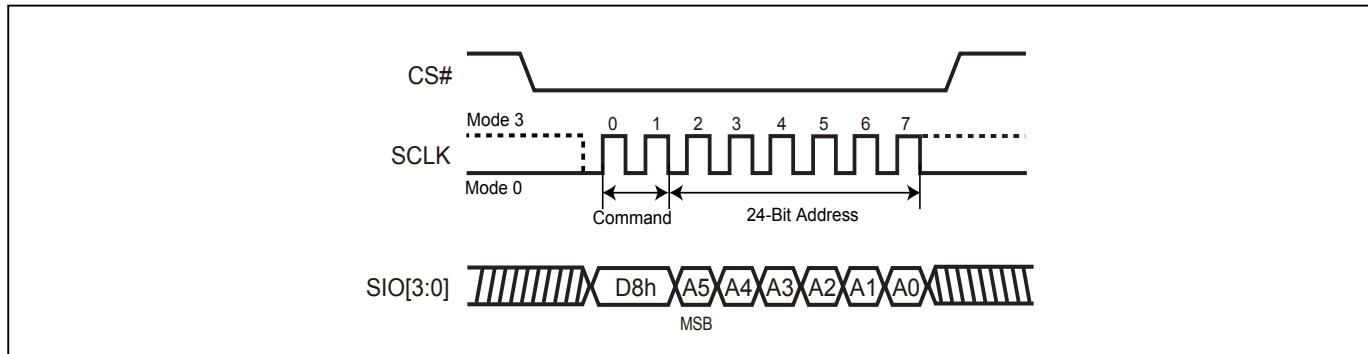 CS#
Mode 3
0 1 2 3 4 5 6 7
SCLK
Mode 0
Command
24-Bit Address
SIO[3:0]
D8h A5 A4 A3 A2 A1 A0
MSB